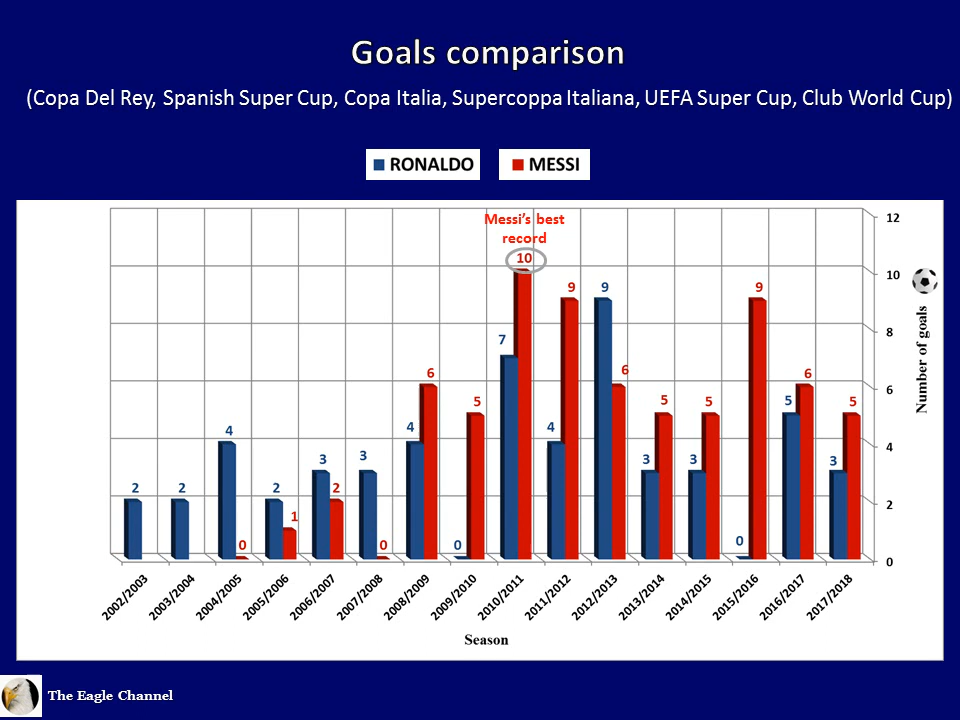 Goals comparison
(Copa Del Rey, Spanish Super Cup, Copa Italia, Supercoppa Italiana, UEFA Super Cup, Club World Cup)
RONALDO MESSI
Messi's best
record
10
12
10
8
6
4
2
0
Number of goals
2 2 4 0 2 1 3 2 3 0 4 6 0 5 7 4 9 9 6 3 5 3 5 0 9 5 6 3 5
2002/2003 2003/2004 2004/2005 2005/2006 2006/2007 2007/2008 2008/2009 2009/2010 2010/2011 2011/2012 2012/2013 2013/2014 2014/2015 2015/2016 2016/2017 2017/2018
Season
The Eagle Channel